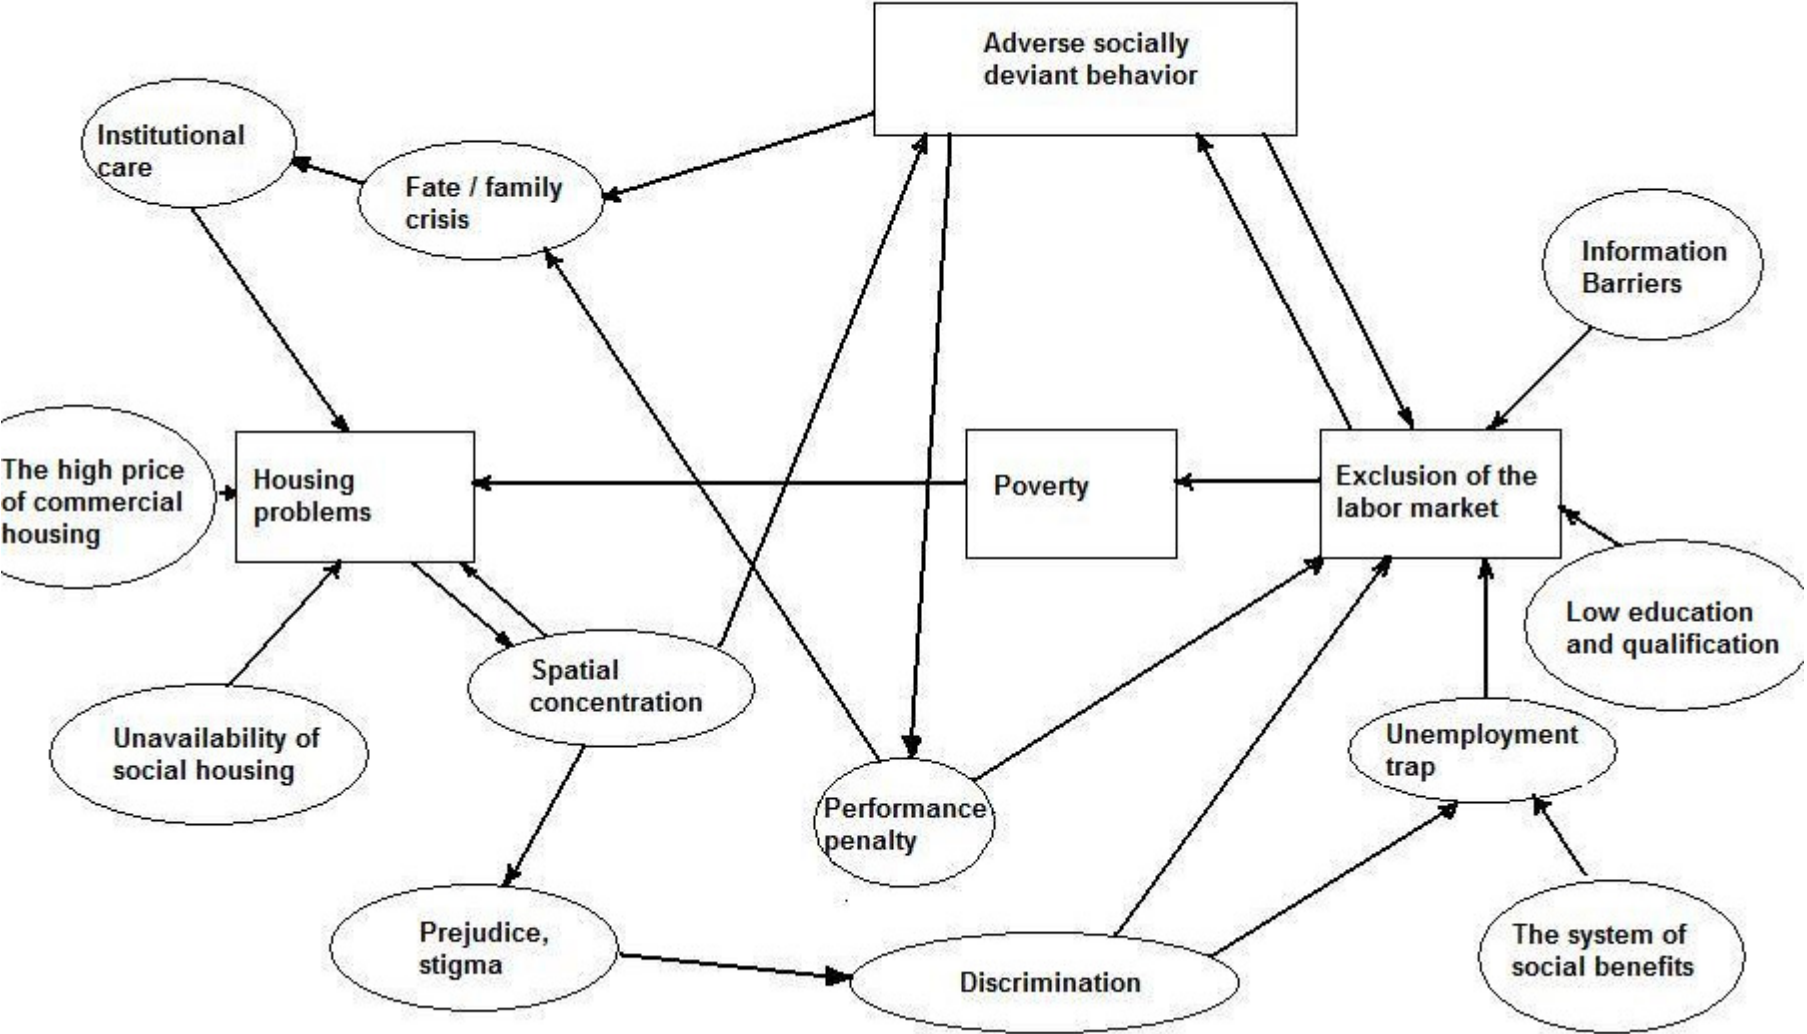 Adverse socially
deviant behavior
Institutional
care
Fate / family
crisis
Information
Barriers
The high price
of commercial
housing
Housing
problems
Poverty
Exclusion of the
labor market
Low education
and qualification
Spatial
concentration
Unavailability of
social housing
Unemployment
trap
Performance
penalty
Prejudice,
stigma
Discrimination
The system of
social benefits